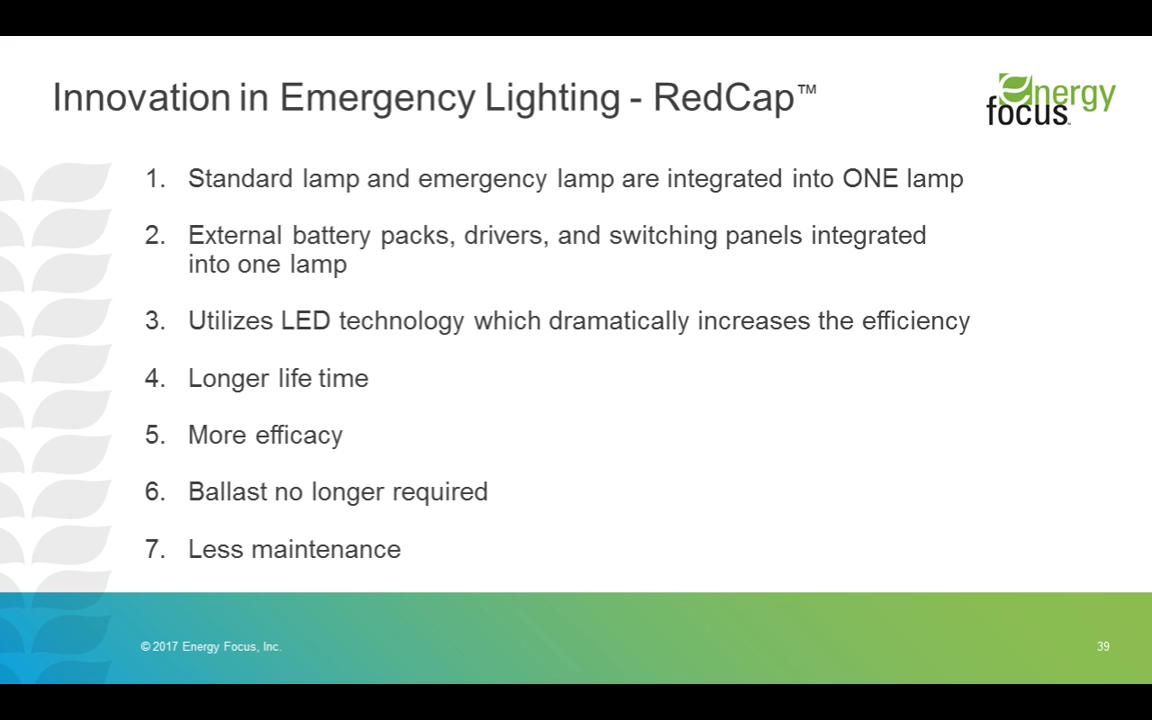 Innovation in Emergency Lighting - RedCap™
Energy
focus™
1. Standard lamp and emergency lamp are integrated into ONE lamp
2. External battery packs, drivers, and switching panels integrated
into one lamp
3. Utilizes LED technology which dramatically increases the efficiency
4. Longer life time
5. More efficacy
6. Ballast no longer required
7. Less maintenance
© 2017 Energy Focus, Inc.
39